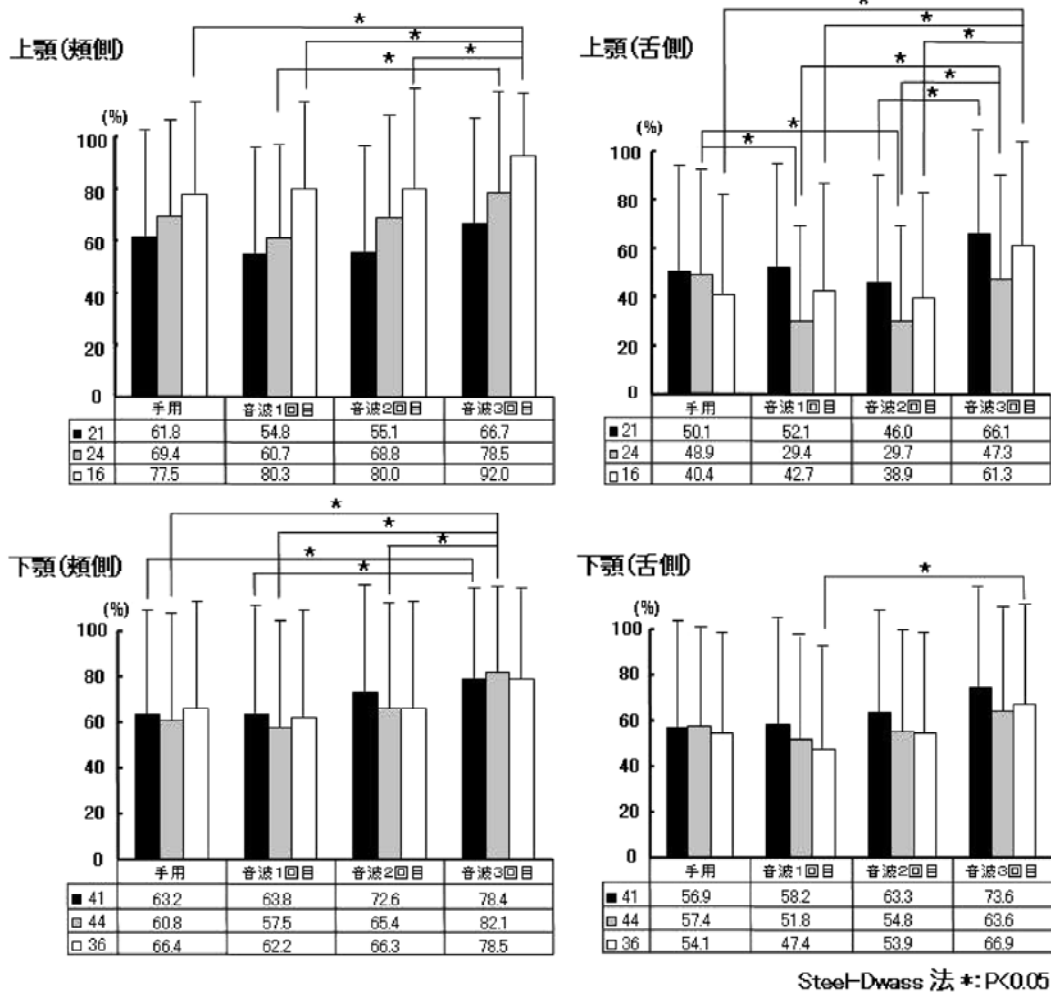 上顎(頬側)
(%)
100
80
60
40
20
0
* * * *
手用 音波1回目 音波2回目 音波3回目
■ 21 61.8 54.8 55.1 66.7
24 69.4 60.7 68.8 78.5
□ 16 77.5 80.3 80.0 92.0
上顎(舌側)
(%)
100
80
60
40
20
0
* * * * * * * *
手用 音波1回目 音波2回目 音波3回目
■ 21 50.1 52.1 46.0 66.1
24 48.9 29.4 29.7 47.3
□ 16 40.4 42.7 38.9 61.3
下顎(頬側)
(%)
100
80
60
40
20
0
* * * * *
手用 音波1回目 音波2回目 音波3回目
■ 41 63.2 63.8 72.6 78.4
44 60.8 57.5 65.4 82.1
□ 36 66.4 62.2 66.3 78.5
下顎(舌側)
(%)
100
80
60
40
20
0
*
手用 音波1回目 音波2回目 音波3回目
■ 41 56.9 58.2 63.3 73.6
44 57.4 51.8 54.8 63.6
□ 36 54.1 47.4 53.9 66.9
Steel-Dwass 法 *: P<0.05